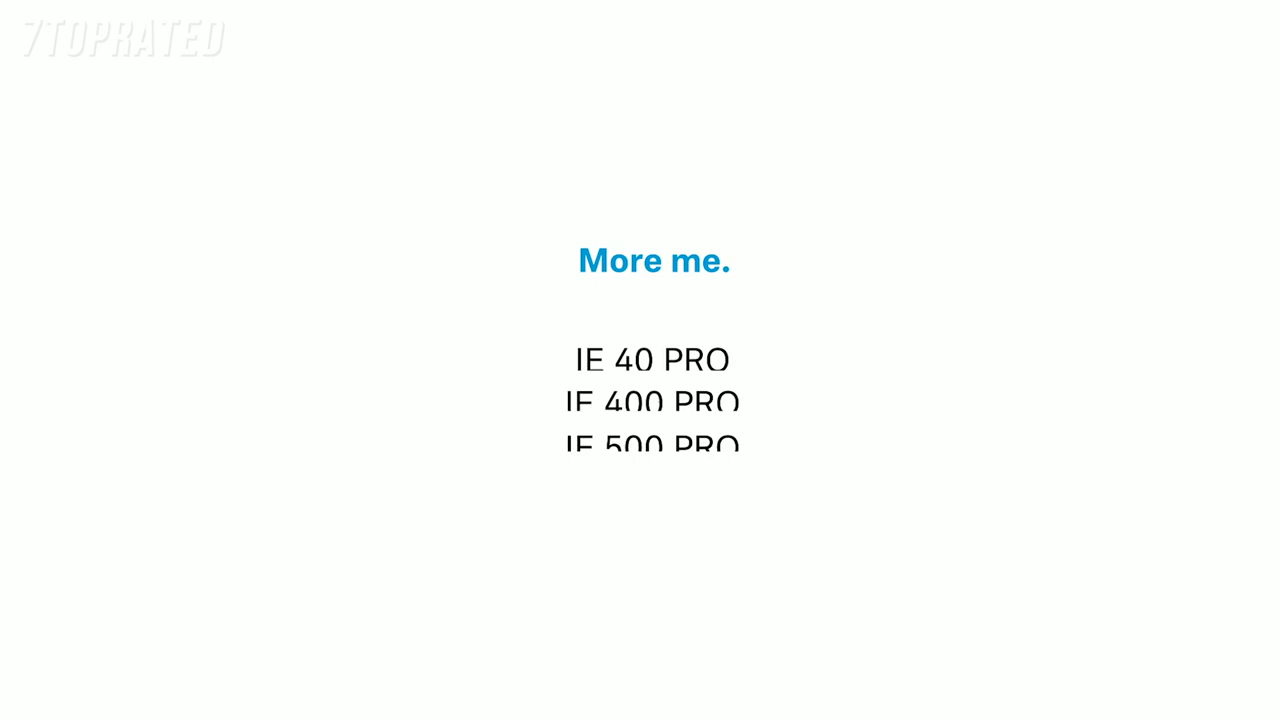 7TOPRATED
More me.
IE 40 PRO
IE 400 PRO
IE 500 PRO